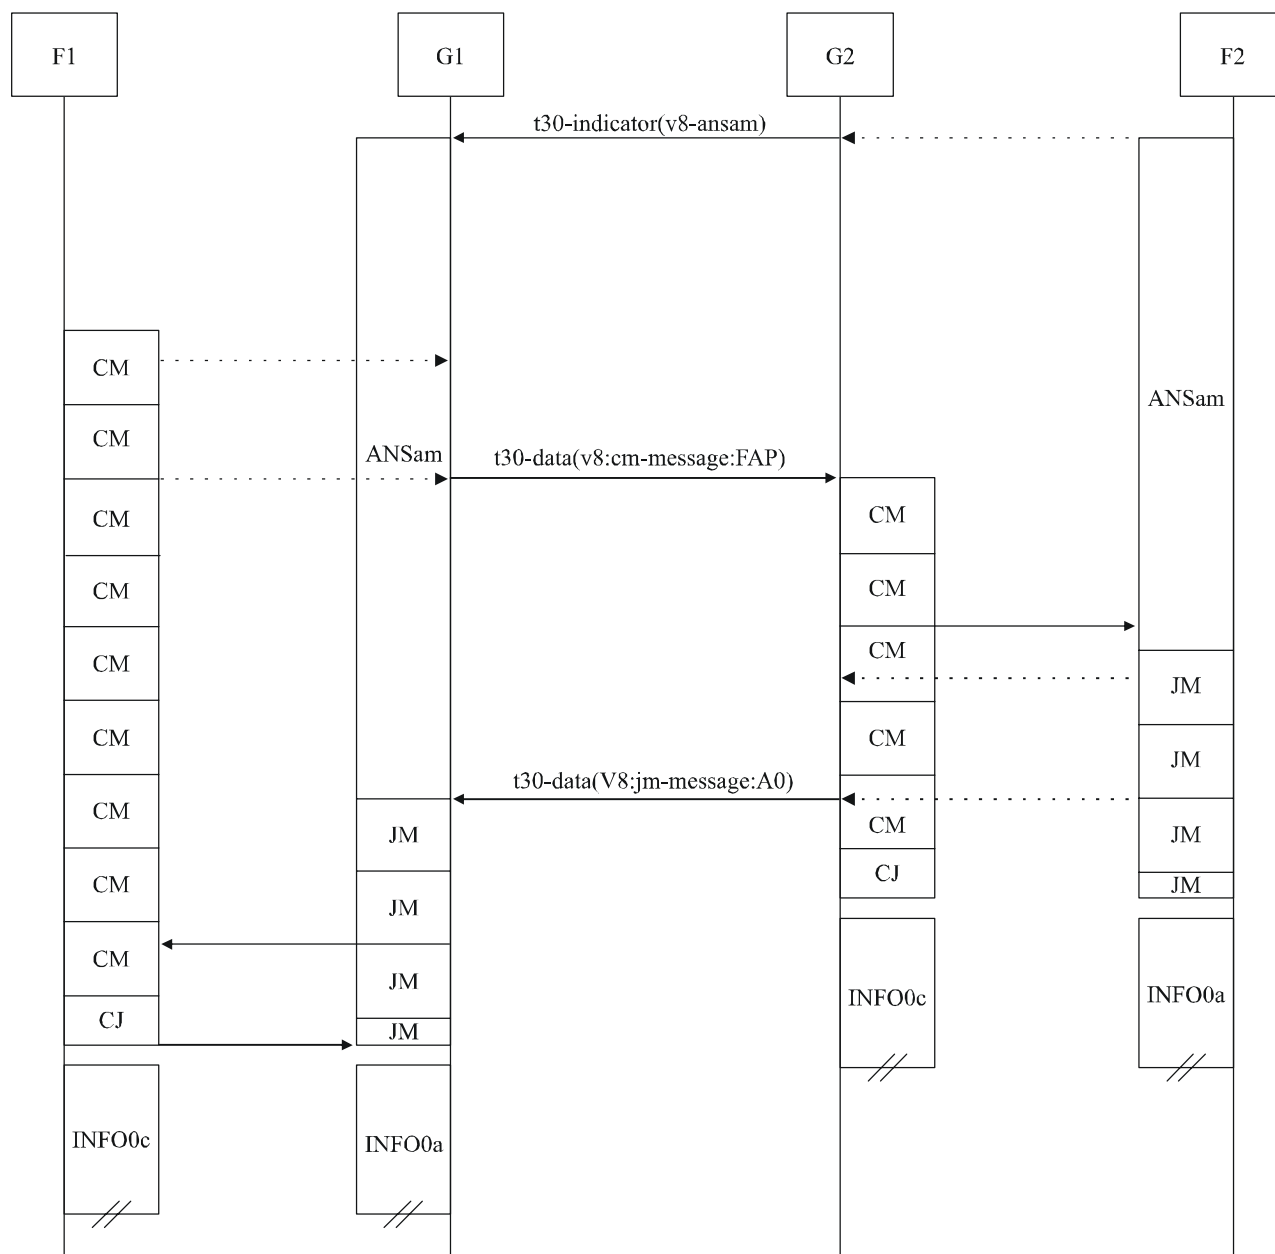 F1
G1
G2
F2
t30-indicator(v8-ansam)
CM
ANSam
CM
ANSam
t30-data(v8:cm-message:FAP)
CM
CM
CM
CM
CM
CM
JM
CM
CM
JM
t30-data(V8:jm-message:A0)
CM
CM
JM
JM
CM
CJ
JM
JM
CM
JM
INFO0c
INFO0a
CJ
JM
INFO0c
INFO0a